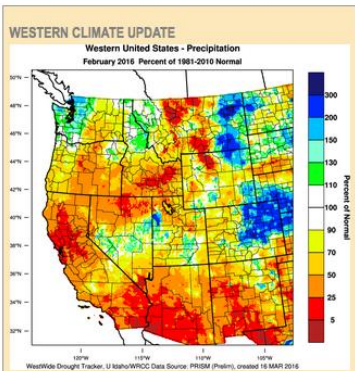 WESTERN CLIMATE UPDATE
Western United States - Precipitation
February 2016 Percent of 1981-2010 Normal
50°N
48°N
46°N
44°N
42°N
40°N
38°N
36°N
34°N
32°N
120°W
115°W
110°W
105°W
300
200
150
130
110
100
90
70
50
25
5
Percent of Normal
WestWide Drought Tracker, U Idaho/WRCC Data Source: PRISM (Prelim), created 16 MAR 2016